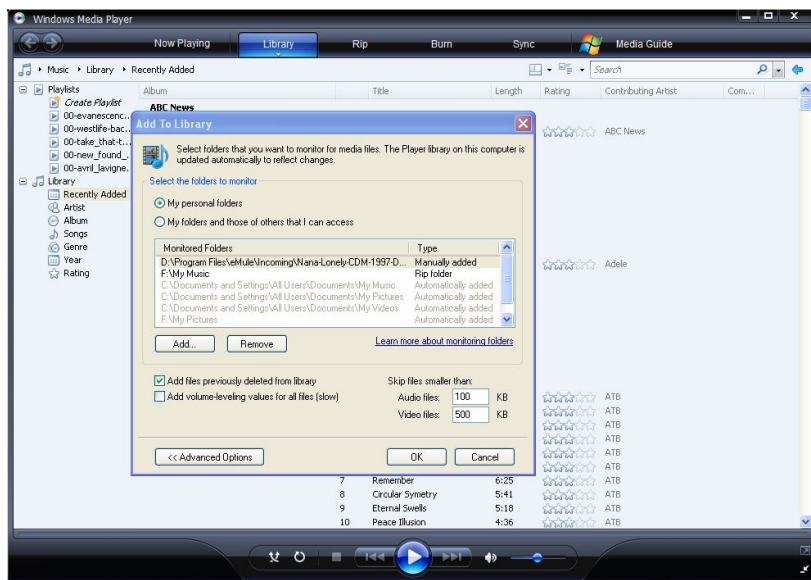 Windows Media Player
Now Playing Library Rip Burn Sync Media Guide
Music Library Recently Added Search
Playlists
Create Playlist
00-evanescenc...
00-westlife-bac...
00-take_that-t...
00-new_found_...
00-avril_lavigne...
Library
Recently Added
Artist
Album
Songs
Genre
Year
Rating
Album Title Length Rating Contributing Artist Com...
ABC News
ABC News
Adele
Add To Library
Select folders that you want to monitor for media files. The Player library on this computer is
updated automatically to reflect changes.
Select the folders to monitor
My personal folders
My folders and those of others that I can access
Monitored Folders Type
D:\Program Files\eMule\Incoming\Nana-Lonely-CDM-1997-D... Manually added
F:\My Music Rip folder
C:\Documents and Settings\All Users\Documents\My Music Automatically added
C:\Documents and Settings\All Users\Documents\My Pictures Automatically added
C:\Documents and Settings\All Users\Documents\My Videos Automatically added
F:\My Pictures Automatically added
Add... Remove Learn more about monitoring folders
Add files previously deleted from library
Add volume-leveling values for all files (slow)
Skip files smaller than:
Audio files: 100 KB
Video files: 500 KB
<< Advanced Options OK Cancel
ATB
ATB
ATB
ATB
ATB
ATB
7 Remember 6:25 ATB
8 Circular Symetry 5:41 ATB
9 Eternal Swells 5:18 ATB
10 Peace Illusion 4:36 ATB